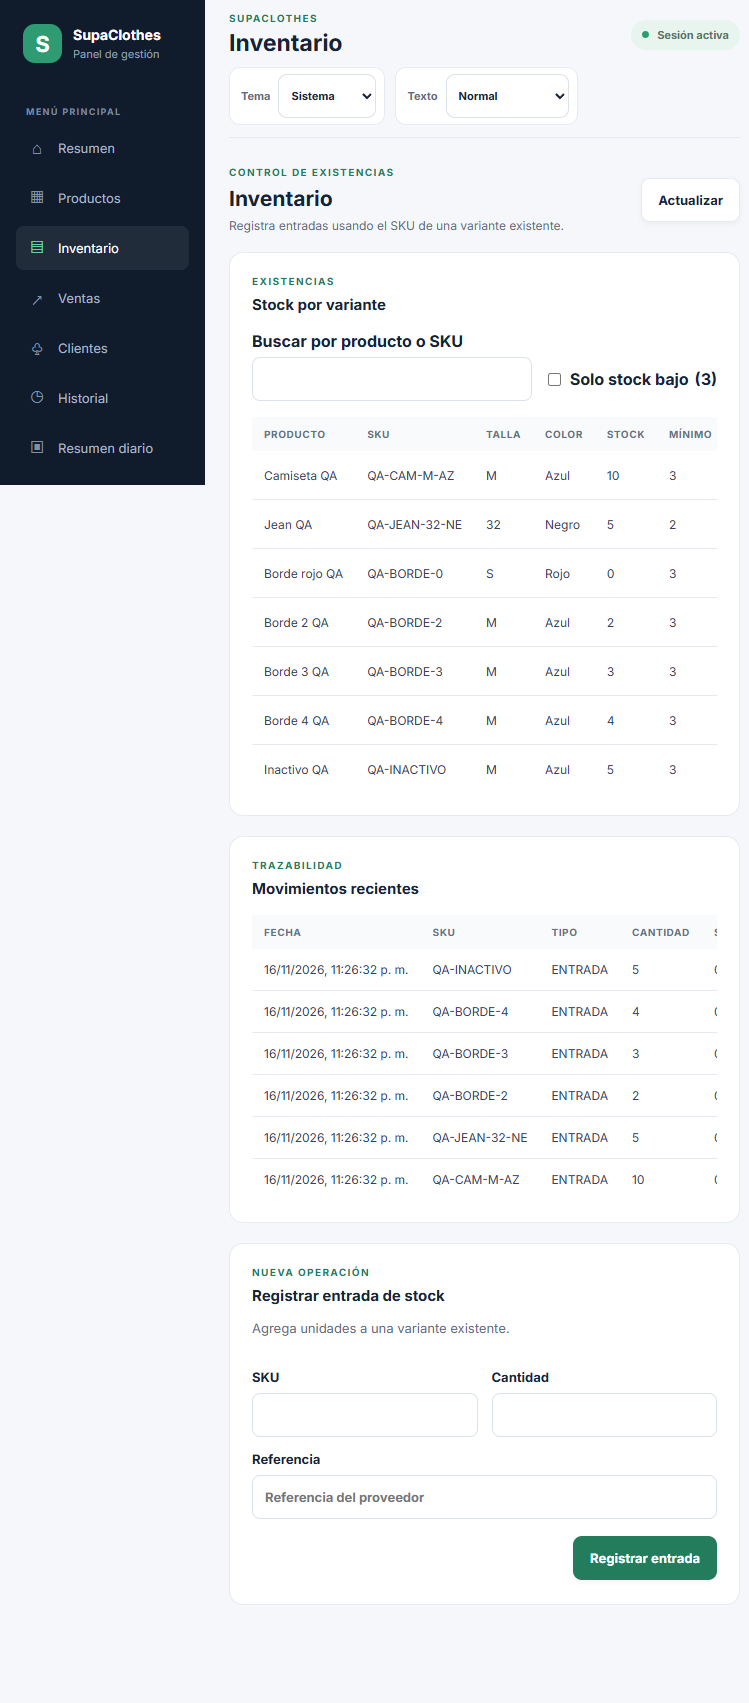 S
SupaClothes
Panel de gestión
MENÚ PRINCIPAL
Resumen
Productos
Inventario
Ventas
Clientes
Historial
Resumen diario
SUPACLOTHES
Inventario
Sesión activa
Tema Sistema Texto Normal
CONTROL DE EXISTENCIAS
Inventario
Registra entradas usando el SKU de una variante existente.
Actualizar
EXISTENCIAS
Stock por variante
Buscar por producto o SKU
Solo stock bajo (3)
PRODUCTO SKU TALLA COLOR STOCK MÍNIMO
Camiseta QA QA-CAM-M-AZ M Azul 10 3
Jean QA QA-JEAN-32-NE 32 Negro 5 2
Borde rojo QA QA-BORDE-0 S Rojo 0 3
Borde 2 QA QA-BORDE-2 M Azul 2 3
Borde 3 QA QA-BORDE-3 M Azul 3 3
Borde 4 QA QA-BORDE-4 M Azul 4 3
Inactivo QA QA-INACTIVO M Azul 5 3
TRAZABILIDAD
Movimientos recientes
FECHA SKU TIPO CANTIDAD
16/11/2026, 11:26:32 p. m. QA-INACTIVO ENTRADA 5
16/11/2026, 11:26:32 p. m. QA-BORDE-4 ENTRADA 4
16/11/2026, 11:26:32 p. m. QA-BORDE-3 ENTRADA 3
16/11/2026, 11:26:32 p. m. QA-BORDE-2 ENTRADA 2
16/11/2026, 11:26:32 p. m. QA-JEAN-32-NE ENTRADA 5
16/11/2026, 11:26:32 p. m. QA-CAM-M-AZ ENTRADA 10
NUEVA OPERACIÓN
Registrar entrada de stock
Agrega unidades a una variante existente.
SKU Cantidad
Referencia
Referencia del proveedor
Registrar entrada